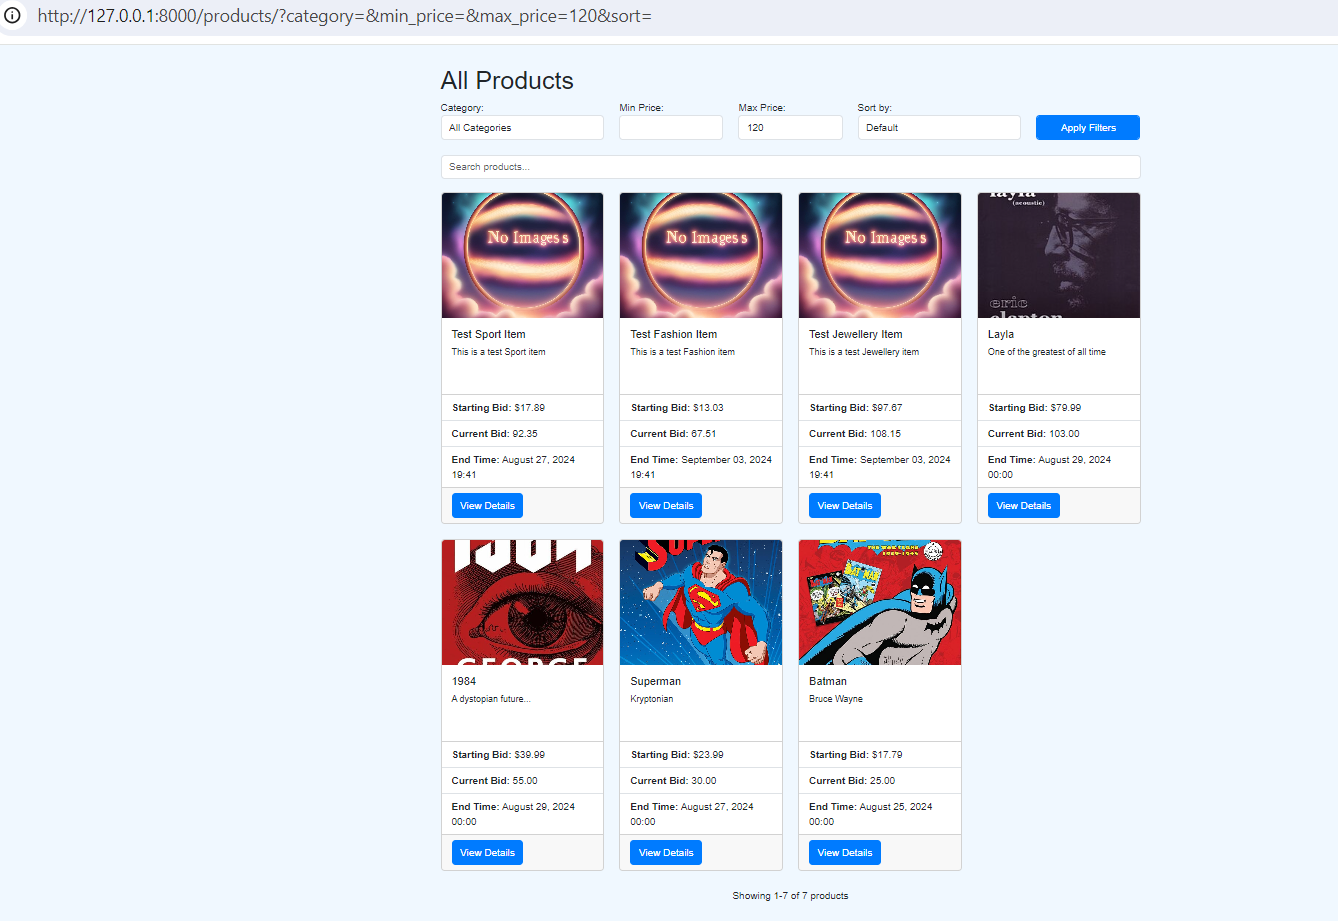 http://127.0.0.1:8000/products/?category=&min_price=&max_price=120&sort=
All Products
Category: Min Price: Max Price: Sort by:
All Categories 120 Default Apply Filters
Search products...
No Images s No Images s No Images s layla
(acoustic)
eric
clapton
Test Sport Item Test Fashion Item Test Jewellery Item Layla
This is a test Sport item This is a test Fashion item This is a test Jewellery item One of the greatest of all time
Starting Bid: $17.89 Starting Bid: $13.03 Starting Bid: $97.67 Starting Bid: $79.99
Current Bid: 92.35 Current Bid: 67.51 Current Bid: 108.15 Current Bid: 103.00
End Time: August 27, 2024 End Time: September 03, 2024 End Time: September 03, 2024 End Time: August 29, 2024
19:41 19:41 19:41 00:00
View Details View Details View Details View Details
1984
GEORGE
1984 Superman Batman
A dystopian future... Kryptonian Bruce Wayne
Starting Bid: $39.99 Starting Bid: $23.99 Starting Bid: $17.79
Current Bid: 55.00 Current Bid: 30.00 Current Bid: 25.00
End Time: August 29, 2024 End Time: August 27, 2024 End Time: August 25, 2024
00:00 00:00 00:00
View Details View Details View Details
Showing 1-7 of 7 products